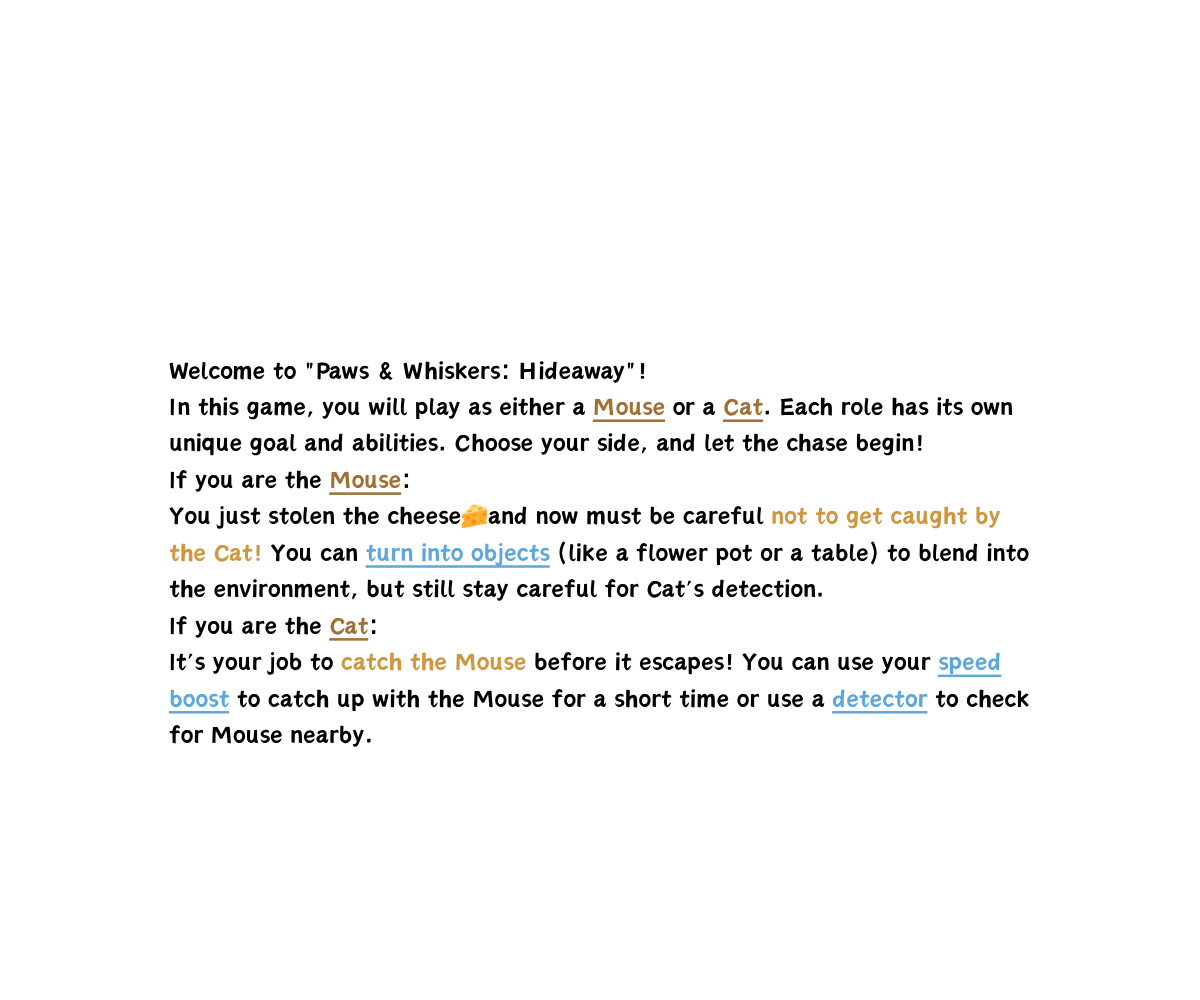 Welcome to "Paws & Whiskers: Hideaway"!
In this game, you will play as either a Mouse or a Cat. Each role has its own
unique goal and abilities. Choose your side, and let the chase begin!
If you are the Mouse:
You just stolen the cheese🧀and now must be careful not to get caught by
the Cat! You can turn into objects (like a flower pot or a table) to blend into
the environment, but still stay careful for Cat's detection.
If you are the Cat:
It's your job to catch the Mouse before it escapes! You can use your speed
boost to catch up with the Mouse for a short time or use a detector to check
for Mouse nearby.